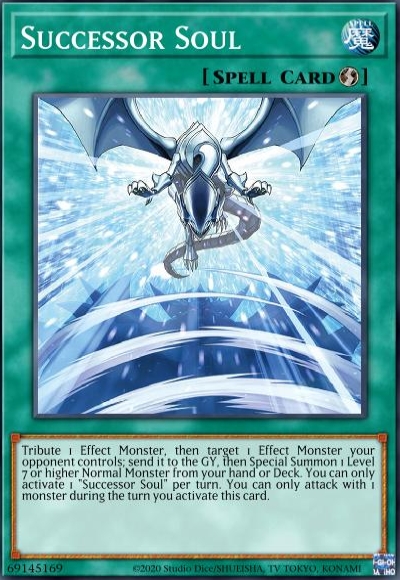 Successor Soul
SPELL
魔
[Spell Card]
Tribute 1 Effect Monster, then target 1 Effect Monster your
opponent controls; send it to the GY, then Special Summon 1 Level
7 or higher Normal Monster from your hand or Deck. You can only
activate 1 "Successor Soul" per turn. You can only attack with 1
monster during the turn you activate this card.
69145169
©2020 Studio Dice/SHUEISHA, TV TOKYO, KONAMI